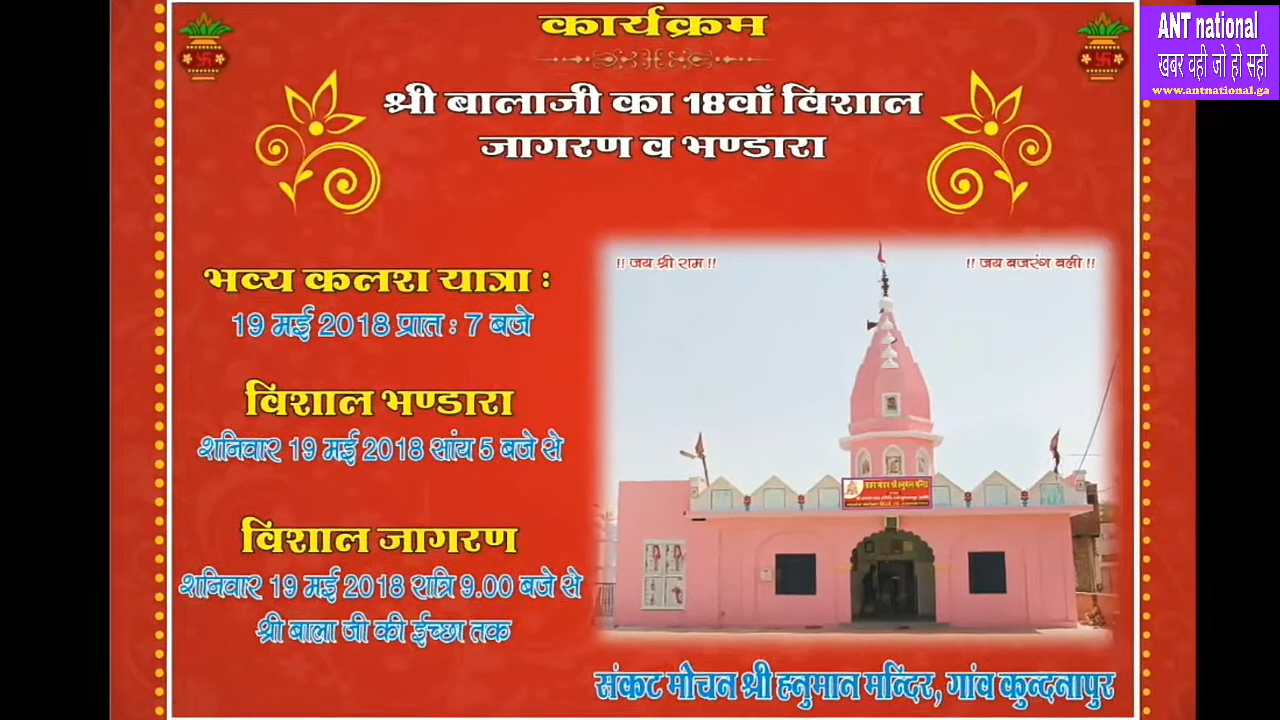 कार्यक्रम
ANT national
खबर वही जो हो सही
www.antnational.ga
श्री बालाजी का 18वाँ विशाल
जागरण व भण्डारा
!! जय श्री राम !!
!! जय बजरंग बली !!
भव्य कलश यात्रा :
19 मई 2018 प्रात : 7 बजे
विशाल भण्डारा
शनिवार 19 मई 2018 सांय 5 बजे से
विशाल जागरण
शनिवार 19 मई 2018 रात्रि 9.00 बजे से
श्री बाला जी की ईच्छा तक
संकट मोचन श्री हनुमान मन्दिर, गांव कुन्दनापुर